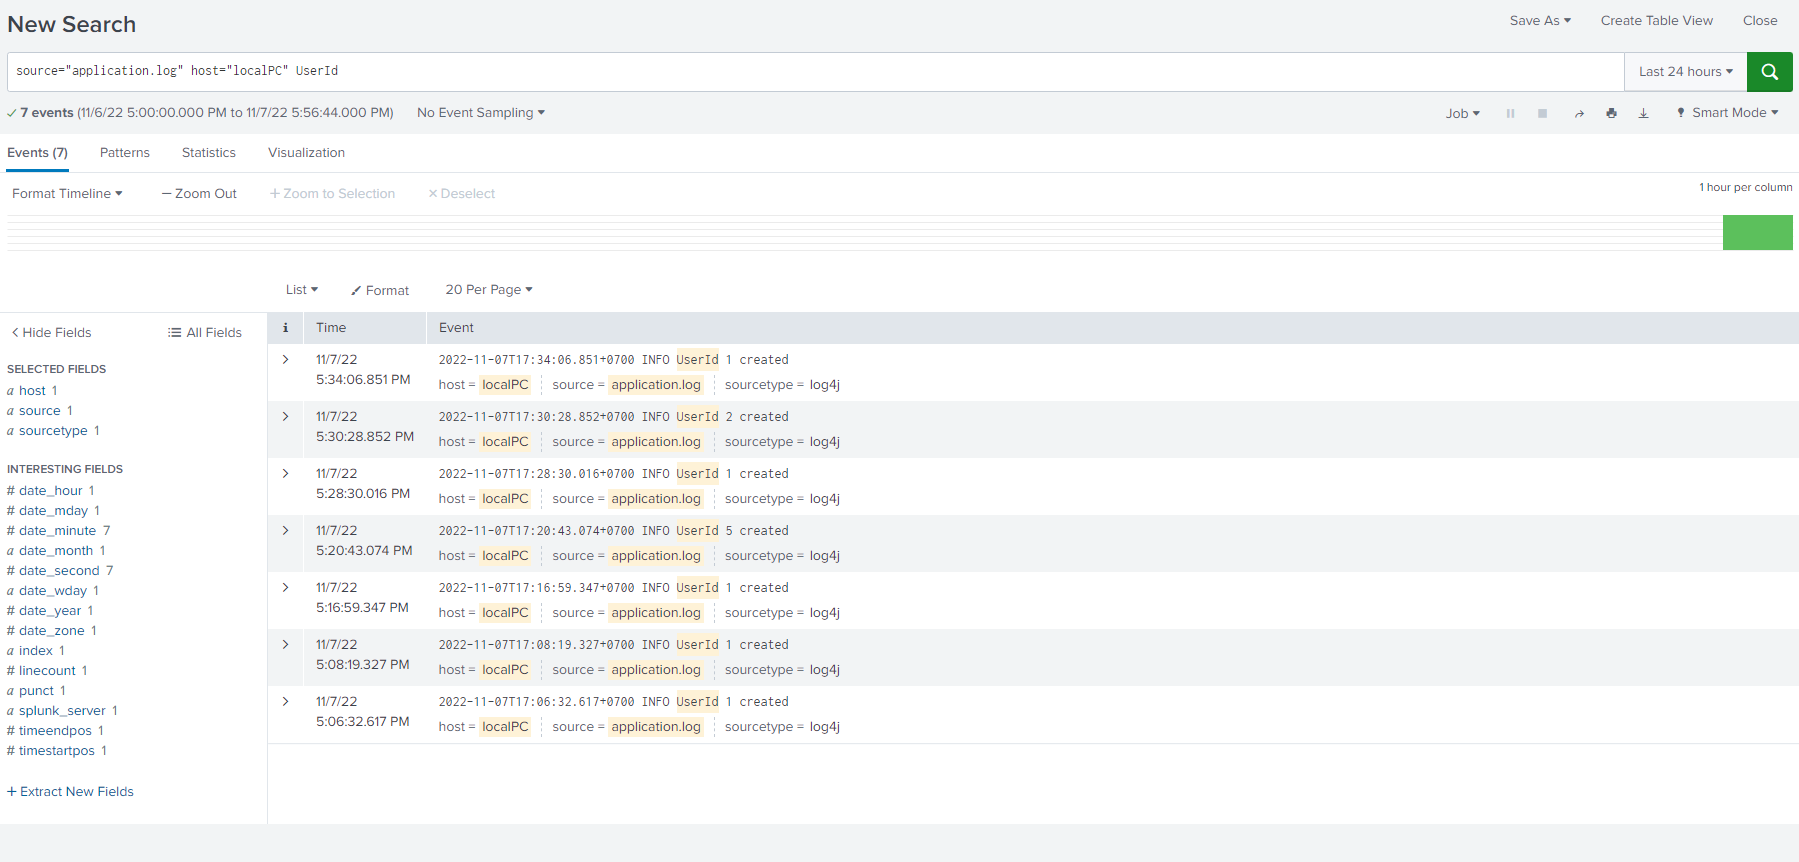 New Search
Save As Create Table View Close
source="application.log" host="localPC" UserId
Last 24 hours
7 events (11/6/22 5:00:00.000 PM to 11/7/22 5:56:44.000 PM) No Event Sampling
Job Smart Mode
Events (7) Patterns Statistics Visualization
Format Timeline — Zoom Out + Zoom to Selection × Deselect
1 hour per column
List Format 20 Per Page
< Hide Fields All Fields
SELECTED FIELDS
a host 1
a source 1
a sourcetype 1
INTERESTING FIELDS
# date_hour 1
# date_mday 1
# date_minute 7
a date_month 1
# date_second 7
a date_wday 1
# date_year 1
# date_zone 1
a index 1
# linecount 1
a punct 1
a splunk_server 1
# timeendpos 1
# timestartpos 1
+ Extract New Fields
i Time Event
11/7/22
5:34:06.851 PM
2022-11-07T17:34:06.851+0700 INFO UserId 1 created
host = localPC source = application.log sourcetype = log4j
11/7/22
5:30:28.852 PM
2022-11-07T17:30:28.852+0700 INFO UserId 2 created
host = localPC source = application.log sourcetype = log4j
11/7/22
5:28:30.016 PM
2022-11-07T17:28:30.016+0700 INFO UserId 1 created
host = localPC source = application.log sourcetype = log4j
11/7/22
5:20:43.074 PM
2022-11-07T17:20:43.074+0700 INFO UserId 5 created
host = localPC source = application.log sourcetype = log4j
11/7/22
5:16:59.347 PM
2022-11-07T17:16:59.347+0700 INFO UserId 1 created
host = localPC source = application.log sourcetype = log4j
11/7/22
5:08:19.327 PM
2022-11-07T17:08:19.327+0700 INFO UserId 1 created
host = localPC source = application.log sourcetype = log4j
11/7/22
5:06:32.617 PM
2022-11-07T17:06:32.617+0700 INFO UserId 1 created
host = localPC source = application.log sourcetype = log4j